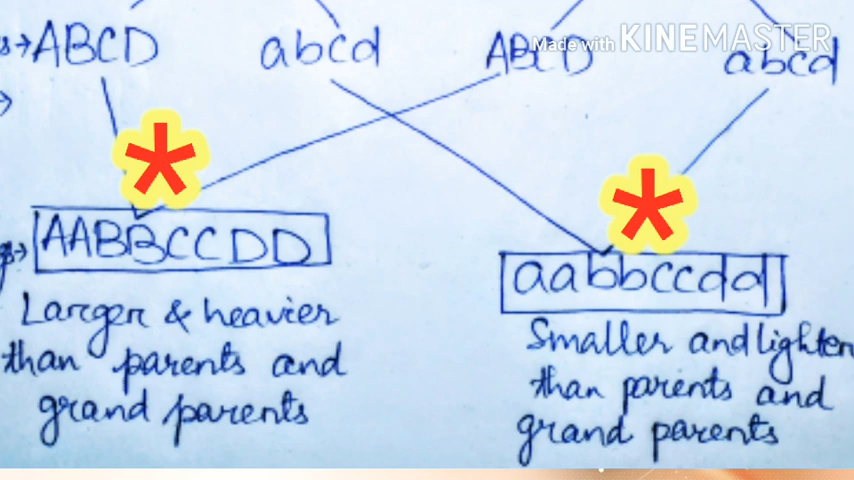 ABCD abcd ABCD abcd
Made with KINEMASTER
AABBCCDD
aabbccdd
Larger & heavier
than parents and
grand parents
Smaller and lighter
than parents and
grand parents